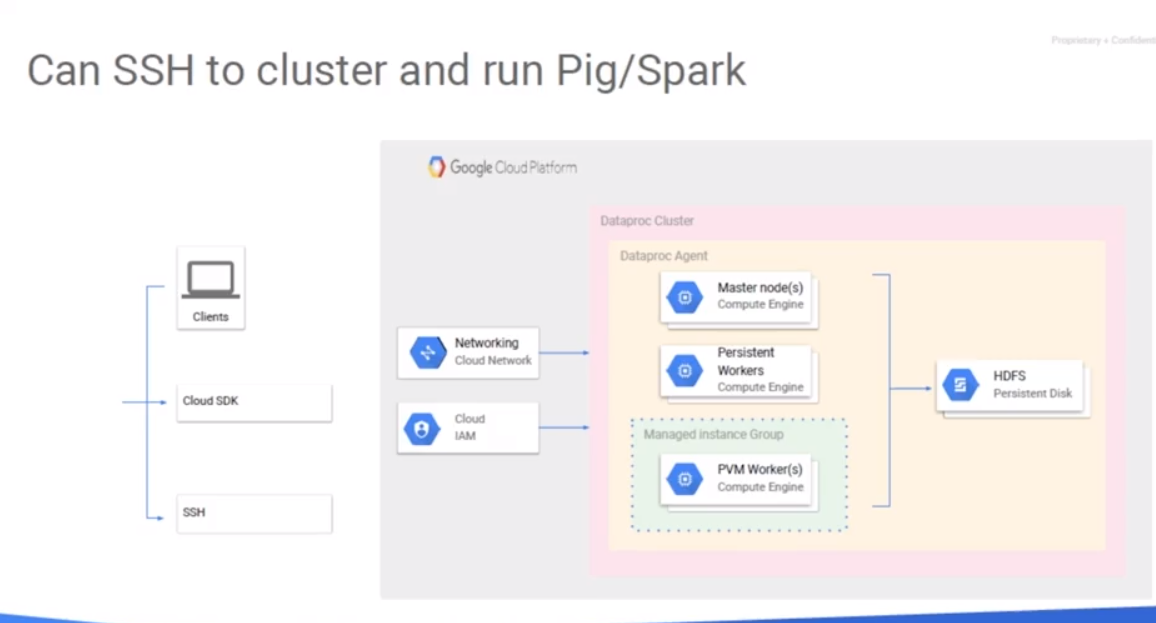 Proprietary + Confident
Can SSH to cluster and run Pig/Spark
Google Cloud Platform
Dataproc Cluster
Dataproc Agent
Master node(s)
Compute Engine
Clients
Networking
Cloud Network
Persistent
Workers
Compute Engine
HDFS
Persistent Disk
Cloud SDK
Cloud
IAM
Managed instance Group
PVM Worker(s)
Compute Engine
SSH